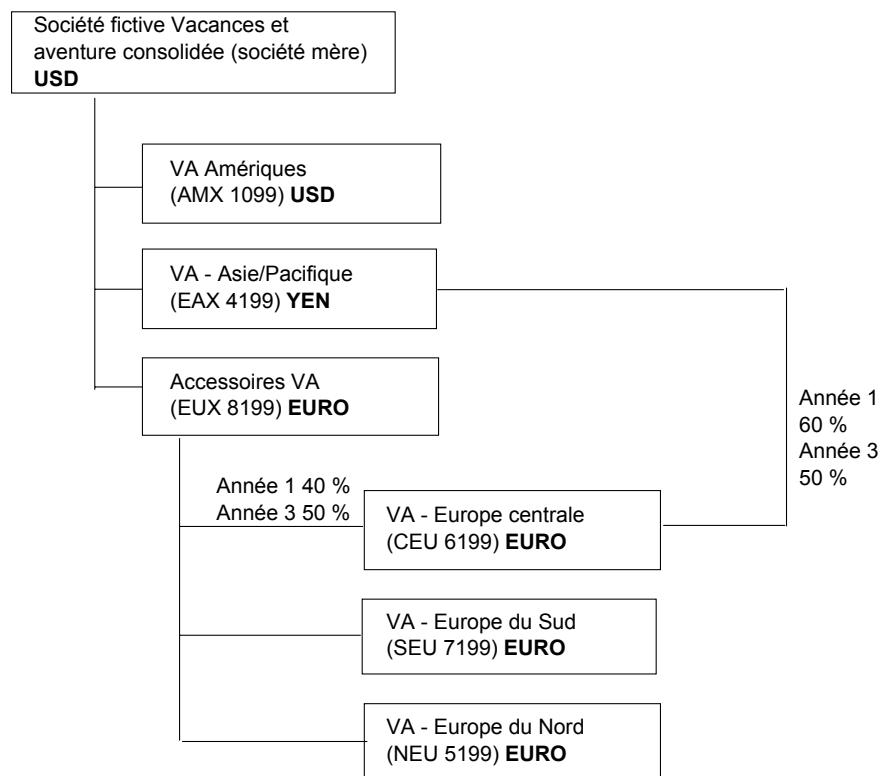 Société fictive Vacances et
aventure consolidée (société mère)
USD
VA Amériques
(AMX 1099) USD
VA - Asie/Pacifique
(EAX 4199) YEN
Accessoires VA
(EUX 8199) EURO
Année 1
60 %
Année 3
50 %
Année 1 40 %
Année 3 50 %
VA - Europe centrale
(CEU 6199) EURO
VA - Europe du Sud
(SEU 7199) EURO
VA - Europe du Nord
(NEU 5199) EURO